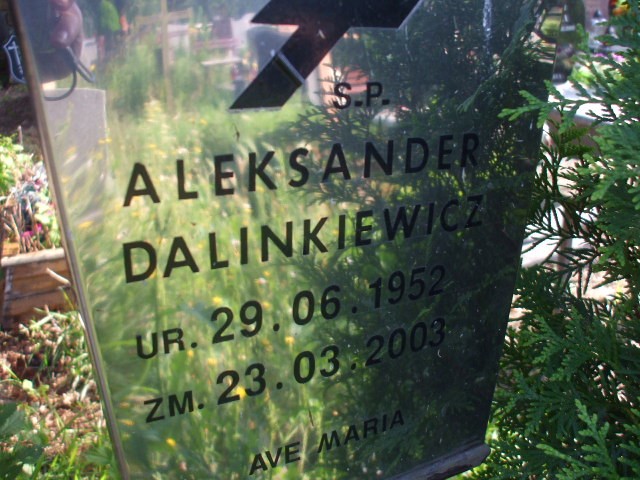 S.P.
ALEKSANDER
DALINKIEWICZ
UR. 29.06.1952
ZM. 23.03.2003
AVE MARIA